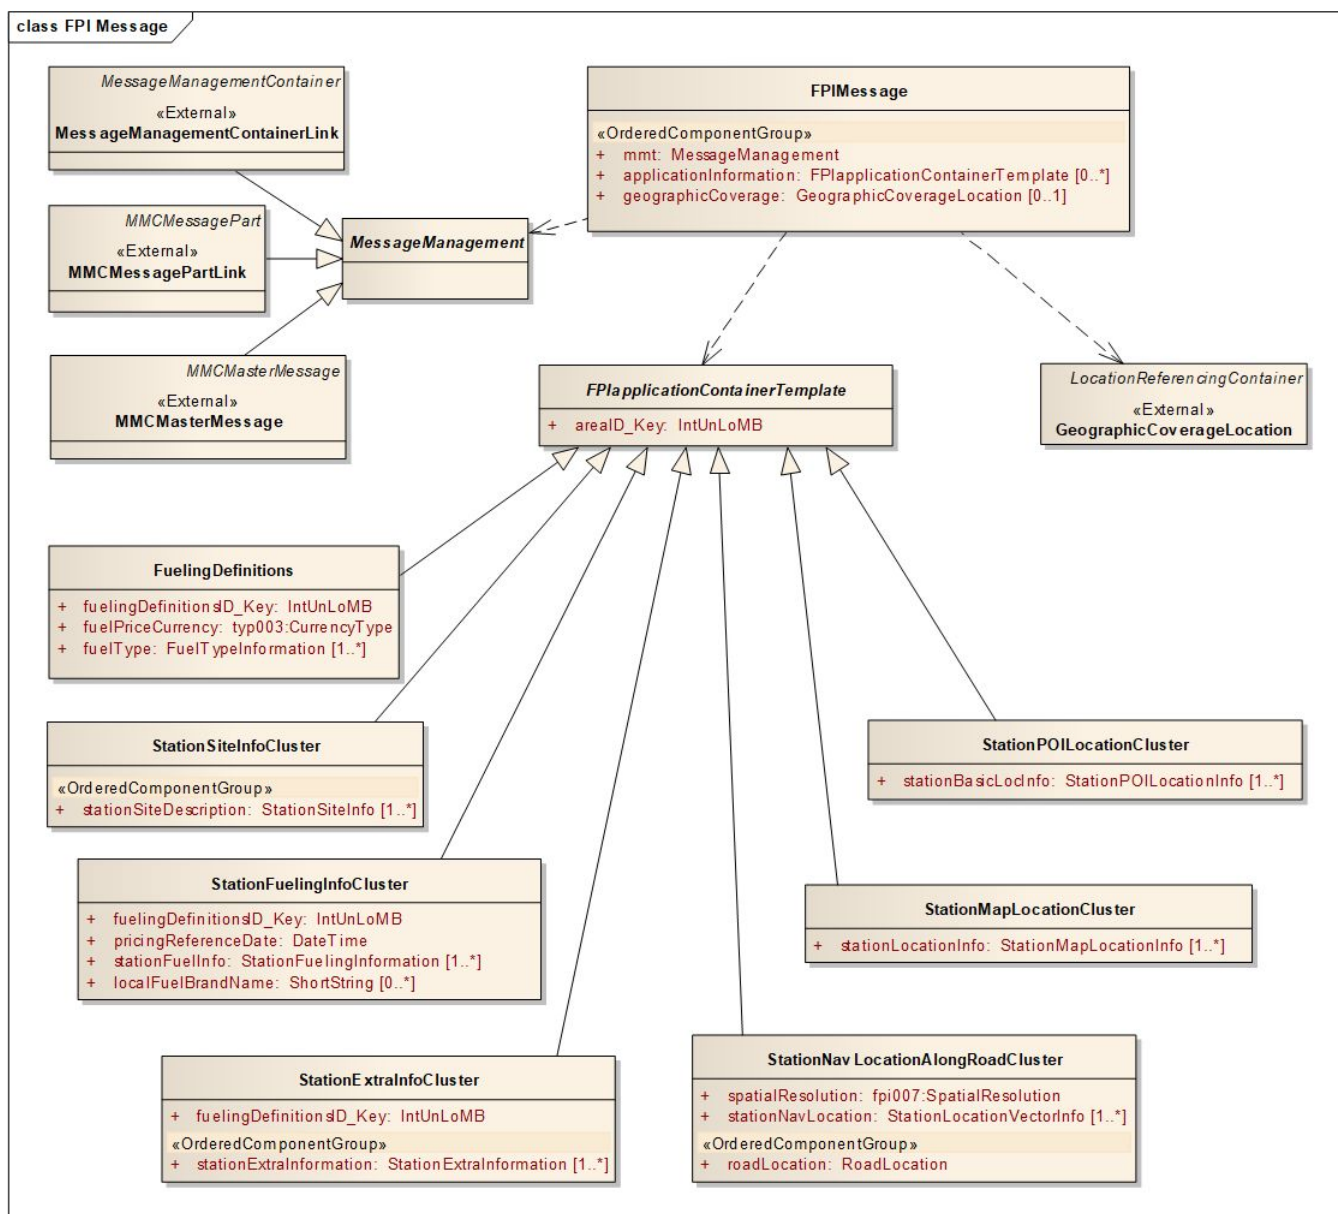 class FPI Message
MessageManagementContainer
«External»
MessageManagementContainerLink
FPIMessage
«OrderedComponentGroup»
+ mmt: MessageManagement
+ applicationInformation: FPIapplicationContainerTemplate [0..*]
+ geographicCoverage: GeographicCoverageLocation [0..1]
MMCMessagePart
«External»
MMCMessagePartLink
MessageManagement
MMCMasterMessage
«External»
MMCMasterMessage
FPIapplicationContainerTemplate
+ areaID_Key: IntUnLoMB
LocationReferencingContainer
«External»
GeographicCoverageLocation
FuelingDefinitions
+ fuelingDefinitionsID_Key: IntUnLoMB
+ fuelPriceCurrency: typ003:CurrencyType
+ fuelType: FuelTypeInformation [1..*]
StationSiteInfoCluster
«OrderedComponentGroup»
+ stationSiteDescription: StationSiteInfo [1..*]
StationPOILocationCluster
+ stationBasicLocInfo: StationPOILocationInfo [1..*]
StationFuelingInfoCluster
+ fuelingDefinitionsID_Key: IntUnLoMB
+ pricingReferenceDate: DateTime
+ stationFuelInfo: StationFuelingInformation [1..*]
+ localFuelBrandName: ShortString [0..*]
StationMapLocationCluster
+ stationLocationInfo: StationMapLocationInfo [1..*]
StationExtraInfoCluster
+ fuelingDefinitionsID_Key: IntUnLoMB
«OrderedComponentGroup»
+ stationExtraInformation: StationExtraInformation [1..*]
StationNavLocationAlongRoadCluster
+ spatialResolution: fpi007:SpatialResolution
+ stationNavLocation: StationLocationVectorInfo [1..*]
«OrderedComponentGroup»
+ roadLocation: RoadLocation